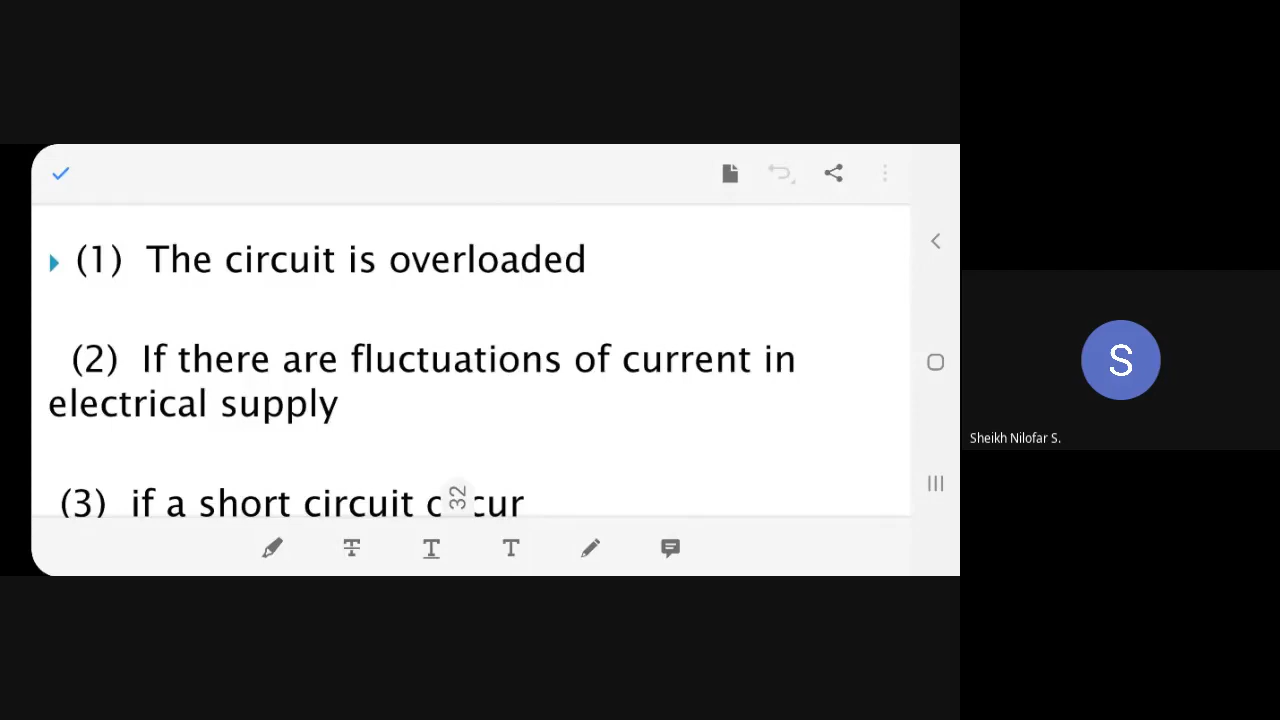 (1) The circuit is overloaded
(2) If there are fluctuations of current in
electrical supply
(3) if a short circuit
32
S
Sheikh Nilofar S.